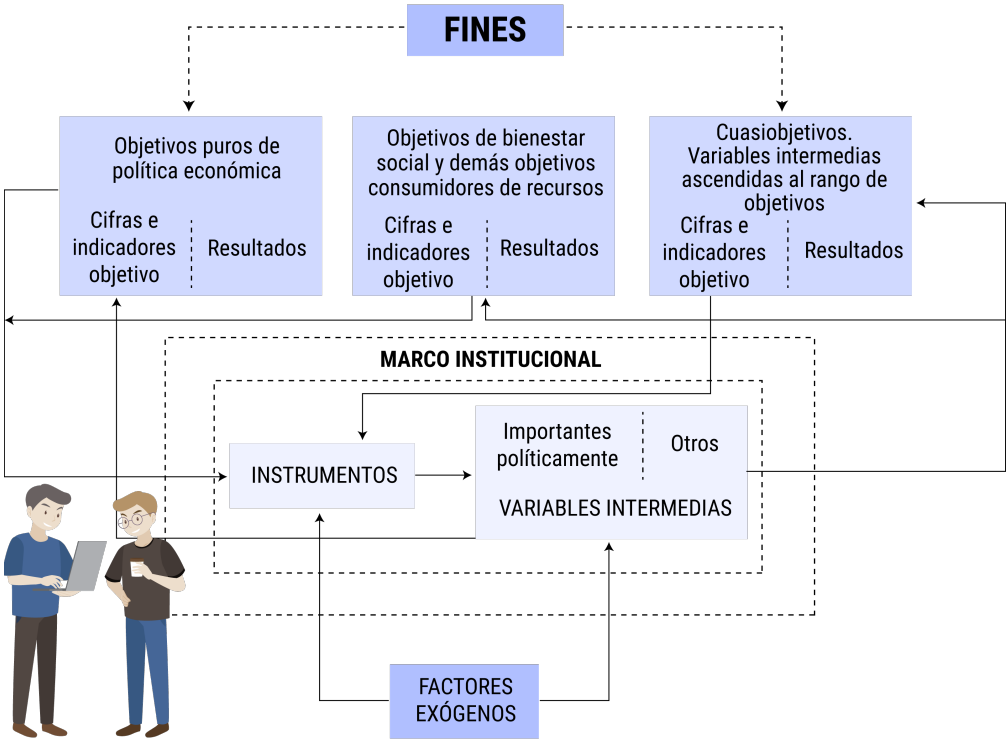 FINES
Objetivos puros de
política económica
Cifras e
indicadores
objetivo
Resultados
Objetivos de bienestar
social y demás objetivos
consumidores de recursos
Cifras e
indicadores
objetivo
Resultados
Cuasiobjetivos.
Variables intermedias
ascendidas al rango de
objetivos
Cifras e
indicadores
objetivo
Resultados
MARCO INSTITUCIONAL
INSTRUMENTOS
Importantes
políticamente
Otros
VARIABLES INTERMEDIAS
FACTORES
EXÓGENOS